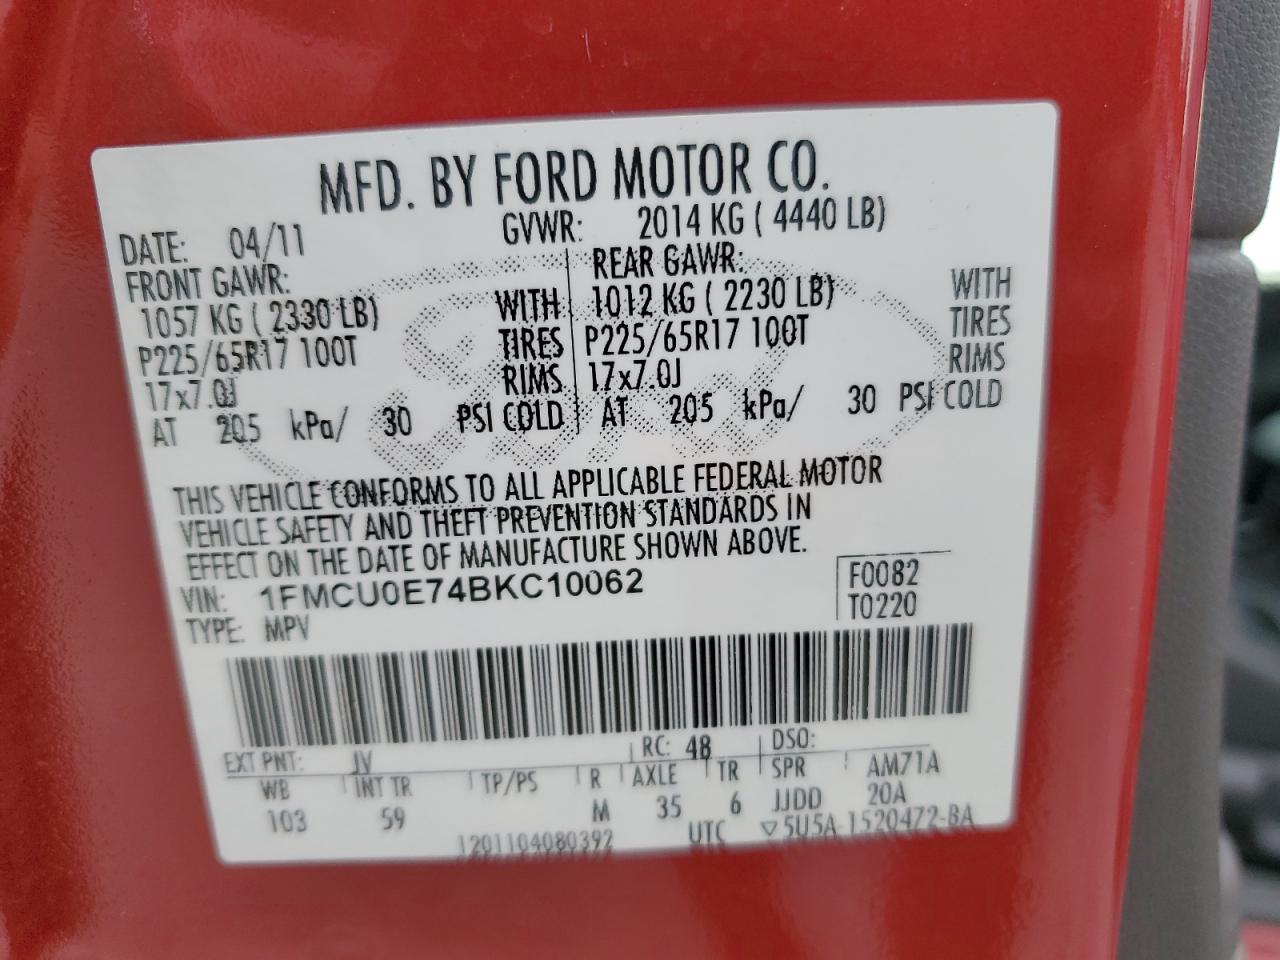 MFD. BY FORD MOTOR CO.
DATE: 04/11 GVWR: 2014 KG ( 4440 LB)
FRONT GAWR: REAR GAWR:
1057 KG ( 2330 LB) WITH 1012 KG ( 2230 LB) WITH
P225/65R17 100T TIRES P225/65R17 100T TIRES
17x7.0J RIMS 17x7.0J RIMS
AT 205 kPa/ 30 PSI COLD AT 205 kPa/ 30 PSI COLD
THIS VEHICLE CONFORMS TO ALL APPLICABLE FEDERAL MOTOR
VEHICLE SAFETY AND THEFT PREVENTION STANDARDS IN
EFFECT ON THE DATE OF MANUFACTURE SHOWN ABOVE.
VIN: 1FMCU0E74BKC10062 F0082
TYPE: MPV T0220
EXT PNT: JV RC: 48 DSO:
WB INT TR TP/PS R AXLE TR SPR AM71A
103 59 M 35 6 JJDD 20A
1201104080392 UTC ▽5U5A-1520472-BA